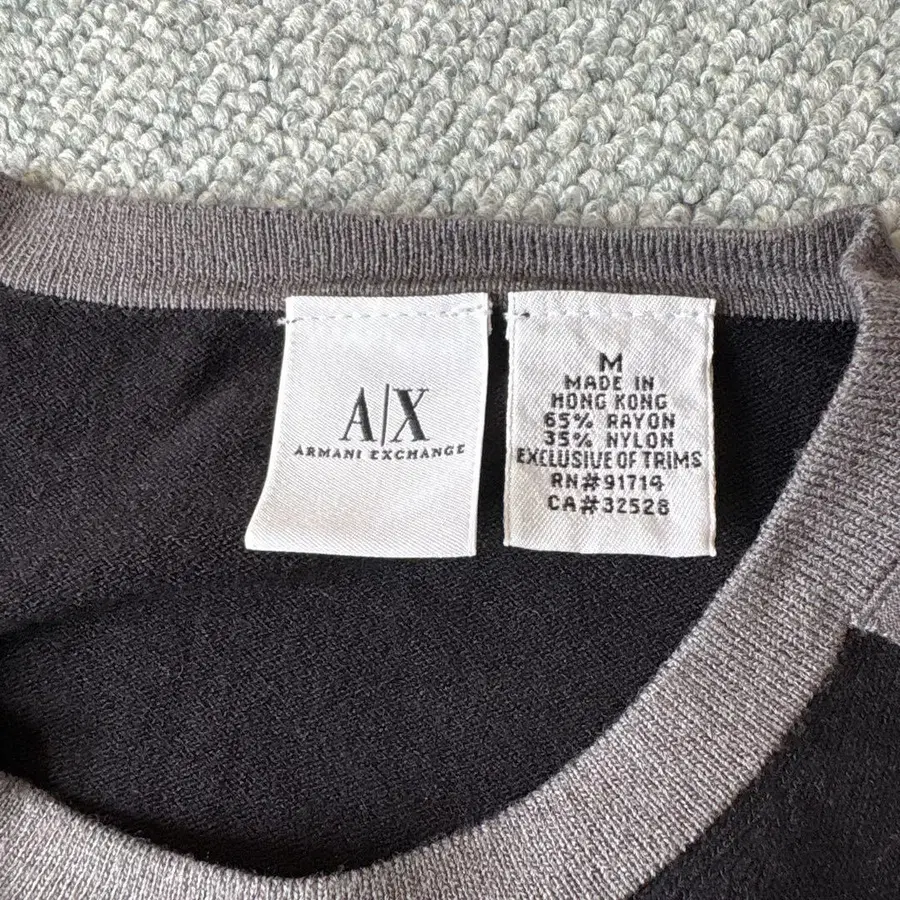 A|X
ARMANI EXCHANGE
M
MADE IN
HONG KONG
65% RAYON
35% NYLON
EXCLUSIVE OF TRIMS
RN#91714
CA#32528